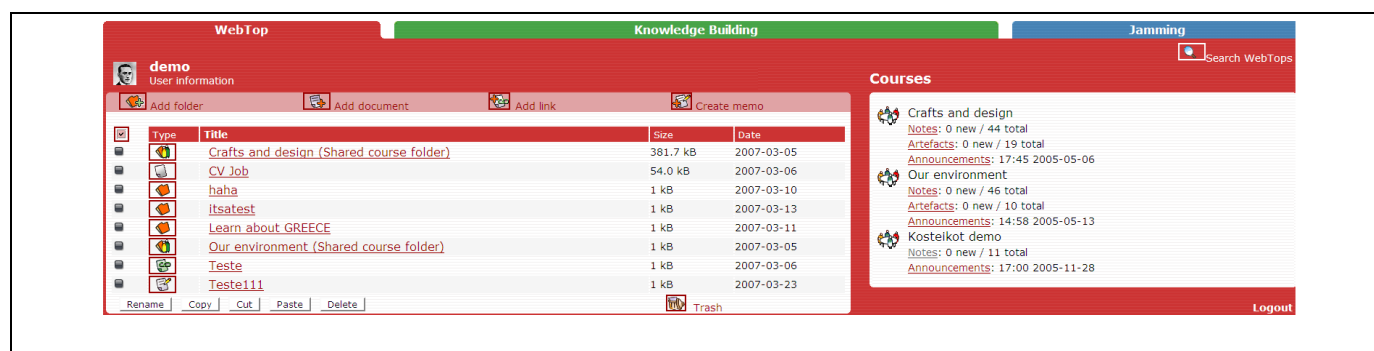 WebTop Knowledge Building Jamming
Search WebTops
demo
User information
Add folder Add document Add link Create memo
Type Title Size Date
Crafts and design (Shared course folder) 381.7 kB 2007-03-05
CV Job 54.0 kB 2007-03-06
haha 1 kB 2007-03-10
itsatest 1 kB 2007-03-13
Learn about GREECE 1 kB 2007-03-11
Our environment (Shared course folder) 1 kB 2007-03-05
Teste 1 kB 2007-03-06
Teste111 1 kB 2007-03-23
Rename Copy Cut Paste Delete Trash
Courses
Crafts and design
Notes: 0 new / 44 total
Artefacts: 0 new / 19 total
Announcements: 17:45 2005-05-06
Our environment
Notes: 0 new / 46 total
Artefacts: 0 new / 10 total
Announcements: 14:58 2005-05-13
Kosteikot demo
Notes: 0 new / 11 total
Announcements: 17:00 2005-11-28
Logout